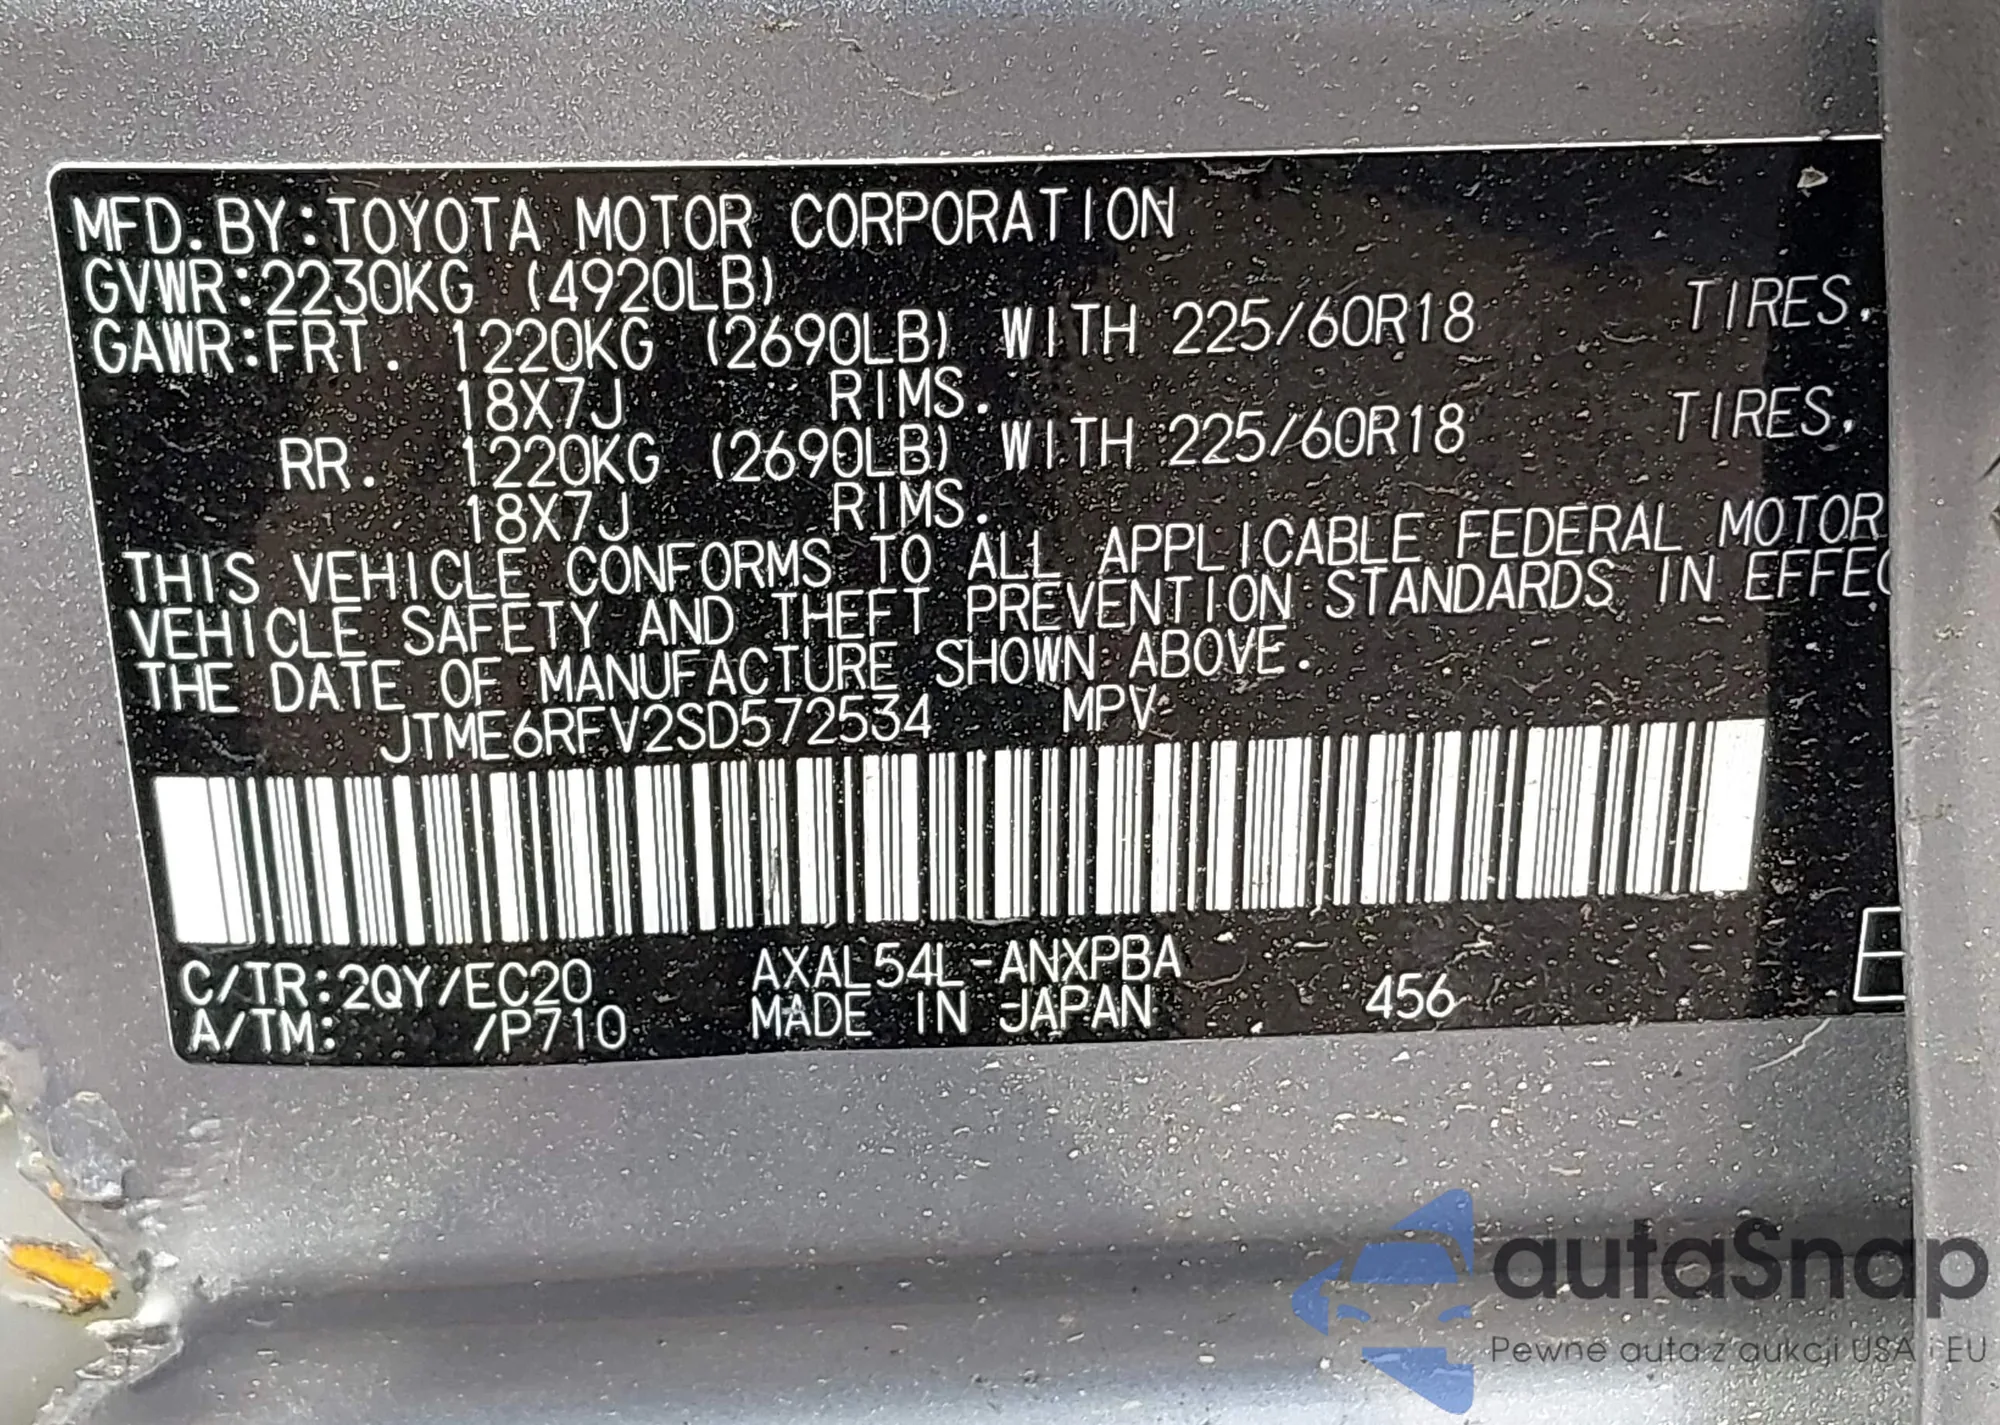 MFD. BY: TOYOTA MOTOR CORPORATION
GVWR: 2230KG (4920LB)
GAWR: FRT. 1220KG (2690LB) WITH 225/60R18 TIRES,
18X7J RIMS.
RR. 1220KG (2690LB) WITH 225/60R18 TIRES,
18X7J RIMS.
THIS VEHICLE CONFORMS TO ALL APPLICABLE FEDERAL MOTOR
VEHICLE SAFETY AND THEFT PREVENTION STANDARDS IN EFFEC
THE DATE OF MANUFACTURE SHOWN ABOVE.
JTME6RFV2SD572534 MPV
C/TR: 2QY/EC20 AXAL54L-ANXPBA
A/TM: /P710 MADE IN JAPAN 456
autaSnap
Pewne auta z aukcji USA i EU